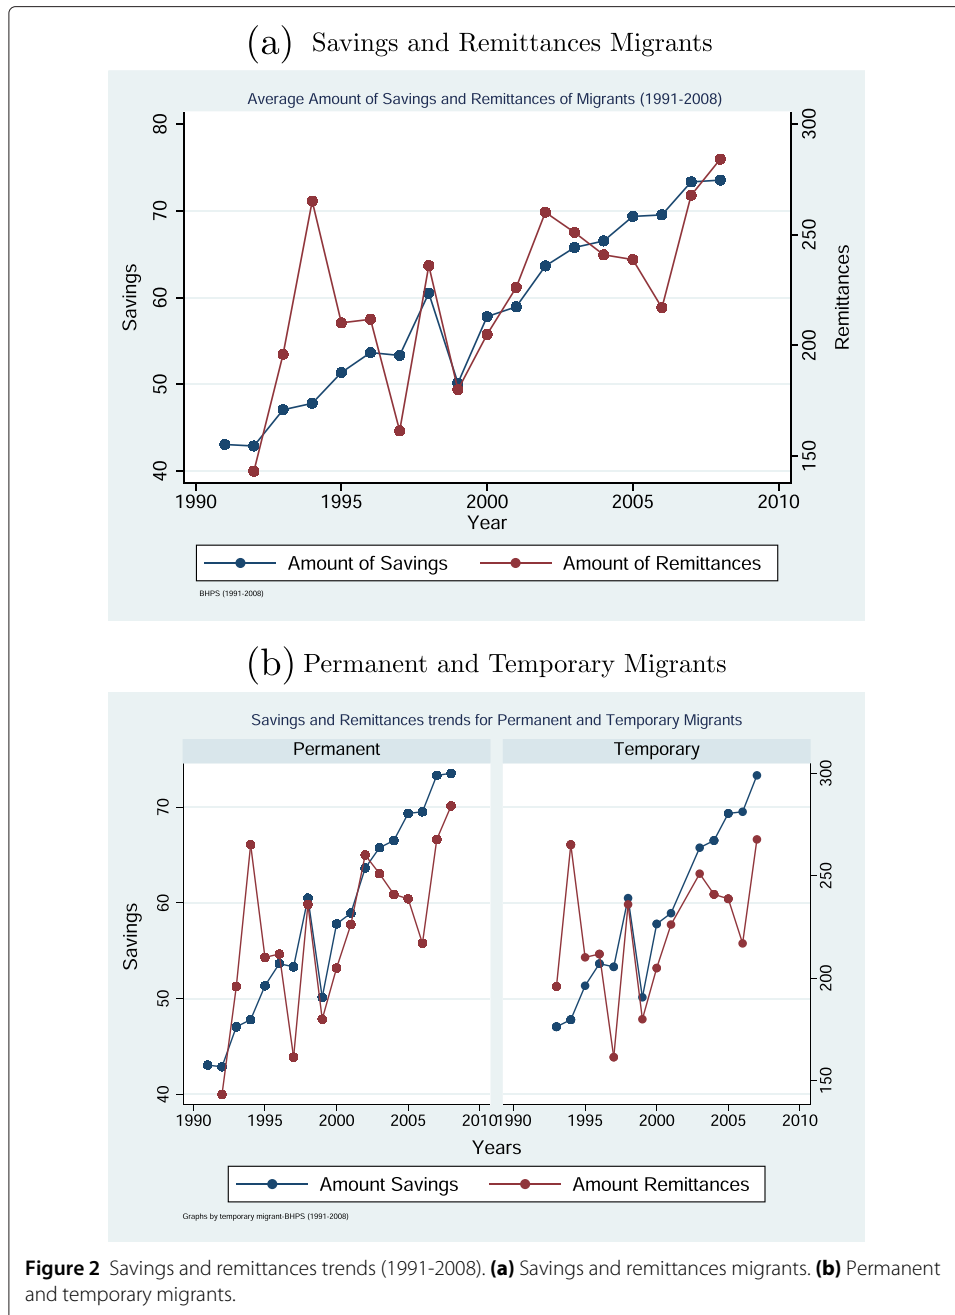 (a) Savings and Remittances Migrants
Average Amount of Savings and Remittances of Migrants (1991-2008)
80
70
60
50
40
Savings
300
250
200
150
Remittances
1990 1995 2000 2005 2010
Year
Amount of Savings Amount of Remittances
BHPS (1991-2008)
(b) Permanent and Temporary Migrants
Savings and Remittances trends for Permanent and Temporary Migrants
Permanent Temporary
70
60
50
40
Savings
300
250
200
150
1990 1995 2000 2005 2010 1990 1995 2000 2005 2010
Years
Amount Savings Amount Remittances
Graphs by temporary migrant-BHPS (1991-2008)
Figure 2 Savings and remittances trends (1991-2008). (a) Savings and remittances migrants. (b) Permanent
and temporary migrants.